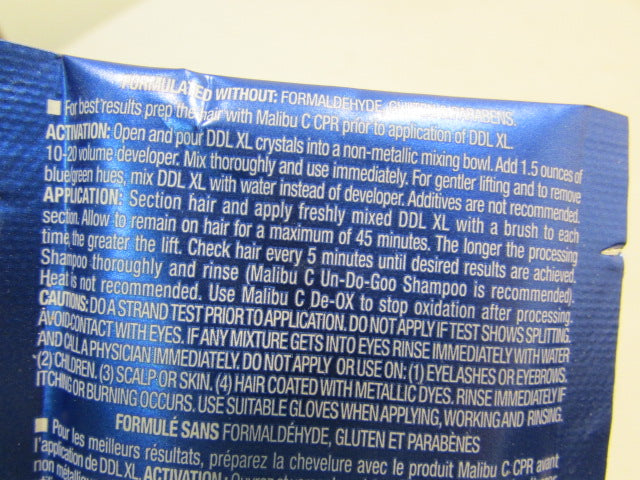 FORMULATED WITHOUT: FORMALDEHYDE, GLUTEN & PARABENS.
■ For best results prep the hair with Malibu C CPR prior to application of DDL XL.
ACTIVATION: Open and pour DDL XL crystals into a non-metallic mixing bowl. Add 1.5 ounces of
10-20 volume developer. Mix thoroughly and use immediately. For gentler lifting and to remove
blue/green hues, mix DDL XL with water instead of developer. Additives are not recommended.
APPLICATION: Section hair and apply freshly mixed DDL XL with a brush to each
section. Allow to remain on hair for a maximum of 45 minutes. The longer the processing
time, the greater the lift. Check hair every 5 minutes until desired results are achieved.
Shampoo thoroughly and rinse (Malibu C Un-Do-Goo Shampoo is recommended).
Heat is not recommended. Use Malibu C De-OX to stop oxidation after processing.
CAUTIONS: DO A STRAND TEST PRIOR TO APPLICATION. DO NOT APPLY IF TEST SHOWS SPLITTING.
AVOID CONTACT WITH EYES. IF ANY MIXTURE GETS INTO EYES RINSE IMMEDIATELY WITH WATER
AND CALL A PHYSICIAN IMMEDIATELY. DO NOT APPLY OR USE ON: (1) EYELASHES OR EYEBROWS.
(2) CHILDREN. (3) SCALP OR SKIN. (4) HAIR COATED WITH METALLIC DYES. RINSE IMMEDIATELY IF
ITCHING OR BURNING OCCURS. USE SUITABLE GLOVES WHEN APPLYING, WORKING AND RINSING.
FORMULÉ SANS FORMALDÉHYDE, GLUTEN ET PARABÈNES
■ Pour les meilleurs résultats, préparez la chevelure avec le produit Malibu C CPR avant
l'application de DDL XL. ACTIVATION:
non métallique